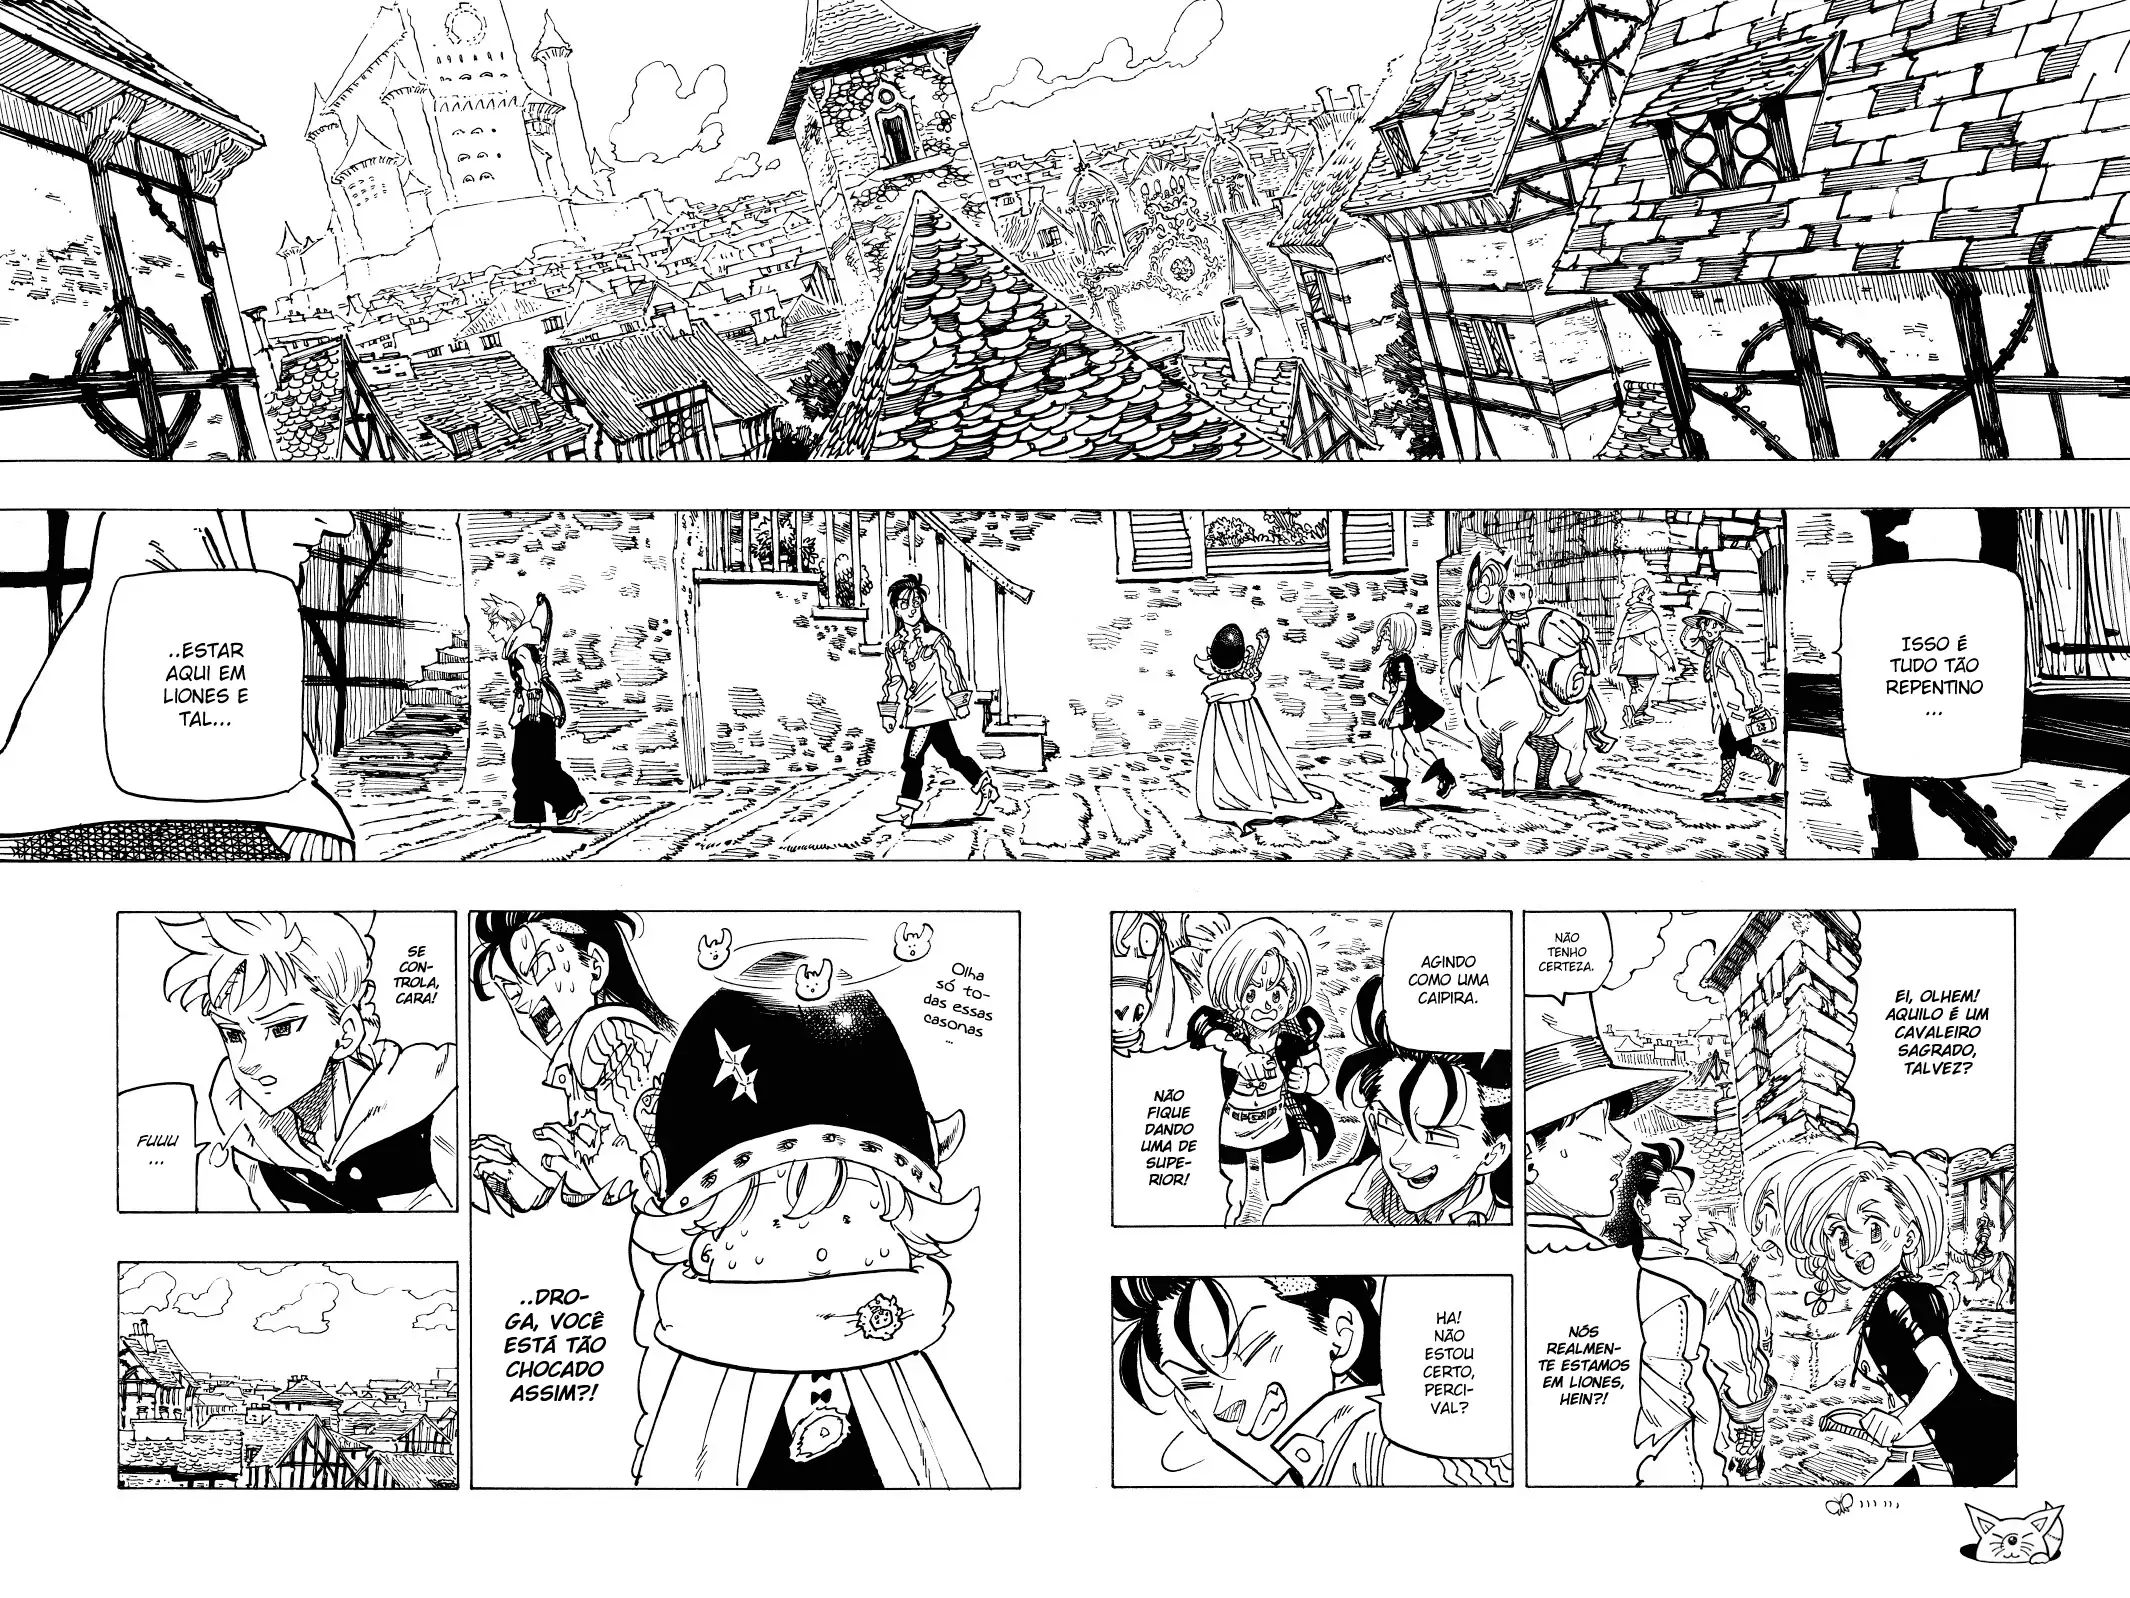 ISSO É
TUDO TÃO
REPENTINO
...
..ESTAR
AQUI EM
LIONES E
TAL...
EI, OLHEM!
AQUILO É UM
CAVALEIRO
SAGRADO,
TALVEZ?
NÃO
TENHO
CERTEZA.
NÓS
REALMEN-
TE ESTAMOS
EM LIONES,
HEIN?!
AGINDO
COMO UMA
CAIPIRA.
NÃO
FIQUE
DANDO
UMA DE
SUPE-
RIOR!
HA!
NÃO
ESTOU
CERTO,
PERCI-
VAL?
Olha
só to-
das essas
casonas
...
..DRO-
GA, VOCÊ
ESTÁ TÃO
CHOCADO
ASSIM?!
SE
CON-
TROLA,
CARA!
FUUU
...